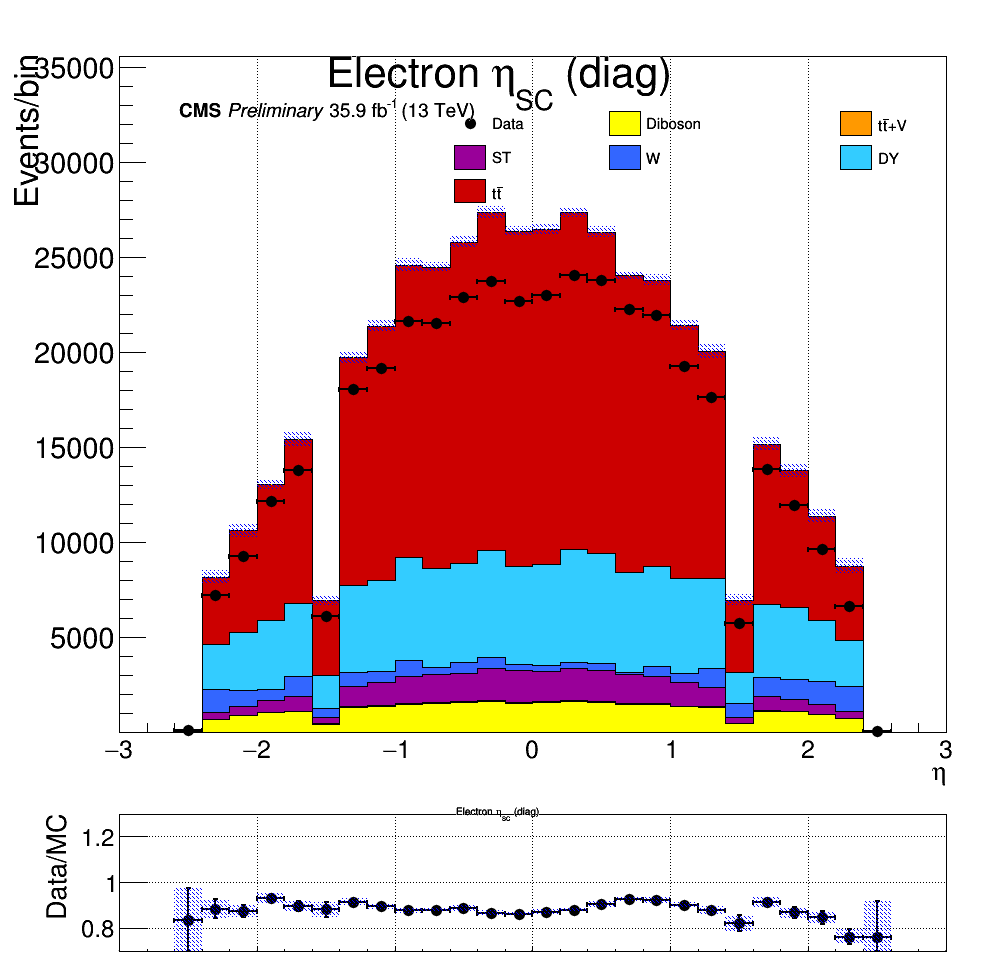 Electron ηSC (diag)
CMS Preliminary 35.9 fb-1 (13 TeV)
Data
Diboson
tt̄+V
ST
W
DY
tt̄
Events/bin
35000
30000
25000
20000
15000
10000
5000
−3 −2 −1 0 1 2 3
η
Electron ηSC (diag)
Data/MC
1.2
1
0.8